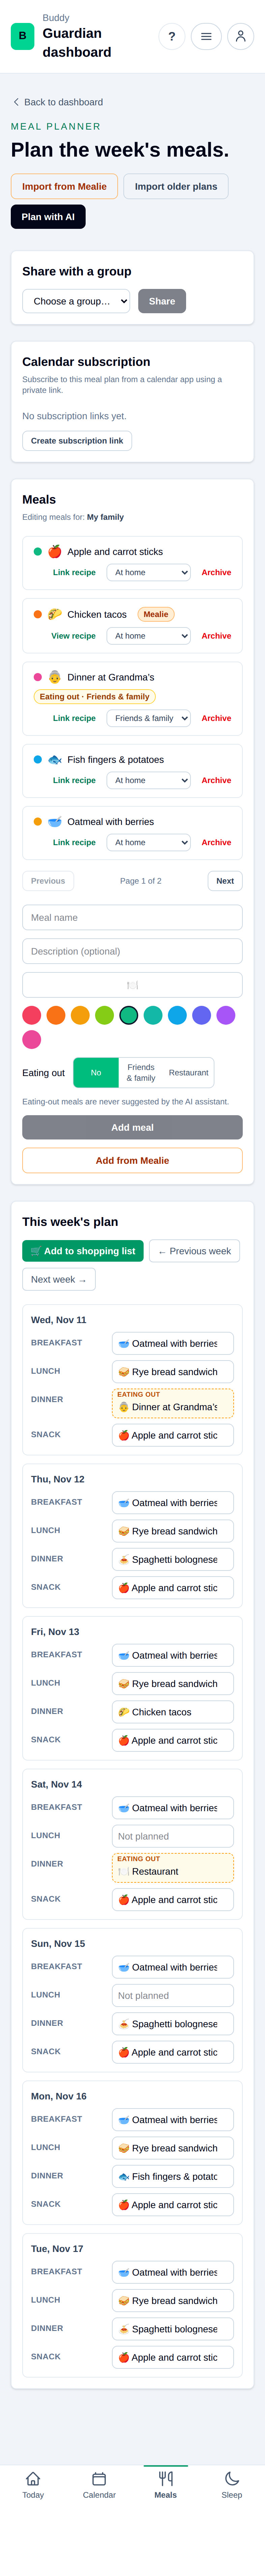 B
Buddy
Guardian
dashboard
?
Back to dashboard
MEAL PLANNER
Plan the week's meals.
Import from Mealie
Import older plans
Plan with AI
Share with a group
Choose a group…
Share
Calendar subscription
Subscribe to this meal plan from a calendar app using a
private link.
No subscription links yet.
Create subscription link
Meals
Editing meals for: My family
Apple and carrot sticks
Link recipe At home Archive
Chicken tacos Mealie
View recipe At home Archive
Dinner at Grandma's
Eating out · Friends & family
Link recipe Friends & family Archive
Fish fingers & potatoes
Link recipe At home Archive
Oatmeal with berries
Link recipe At home Archive
Previous Page 1 of 2 Next
Meal name
Description (optional)
Eating out No Friends & family Restaurant
Eating-out meals are never suggested by the AI assistant.
Add meal
Add from Mealie
This week's plan
Add to shopping list ← Previous week
Next week →
Wed, Nov 11
BREAKFAST Oatmeal with berries
LUNCH Rye bread sandwich
EATING OUT
DINNER Dinner at Grandma's
SNACK Apple and carrot stic
Thu, Nov 12
BREAKFAST Oatmeal with berries
LUNCH Rye bread sandwich
DINNER Spaghetti bolognese
SNACK Apple and carrot stic
Fri, Nov 13
BREAKFAST Oatmeal with berries
LUNCH Rye bread sandwich
DINNER Chicken tacos
SNACK Apple and carrot stic
Sat, Nov 14
BREAKFAST Oatmeal with berries
LUNCH Not planned
EATING OUT
DINNER Restaurant
SNACK Apple and carrot stic
Sun, Nov 15
BREAKFAST Oatmeal with berries
LUNCH Not planned
DINNER Spaghetti bolognese
SNACK Apple and carrot stic
Mon, Nov 16
BREAKFAST Oatmeal with berries
LUNCH Rye bread sandwich
DINNER Fish fingers & potatc
SNACK Apple and carrot stic
Tue, Nov 17
BREAKFAST Oatmeal with berries
LUNCH Rye bread sandwich
DINNER Spaghetti bolognese
SNACK Apple and carrot stic
Today Calendar Meals Sleep